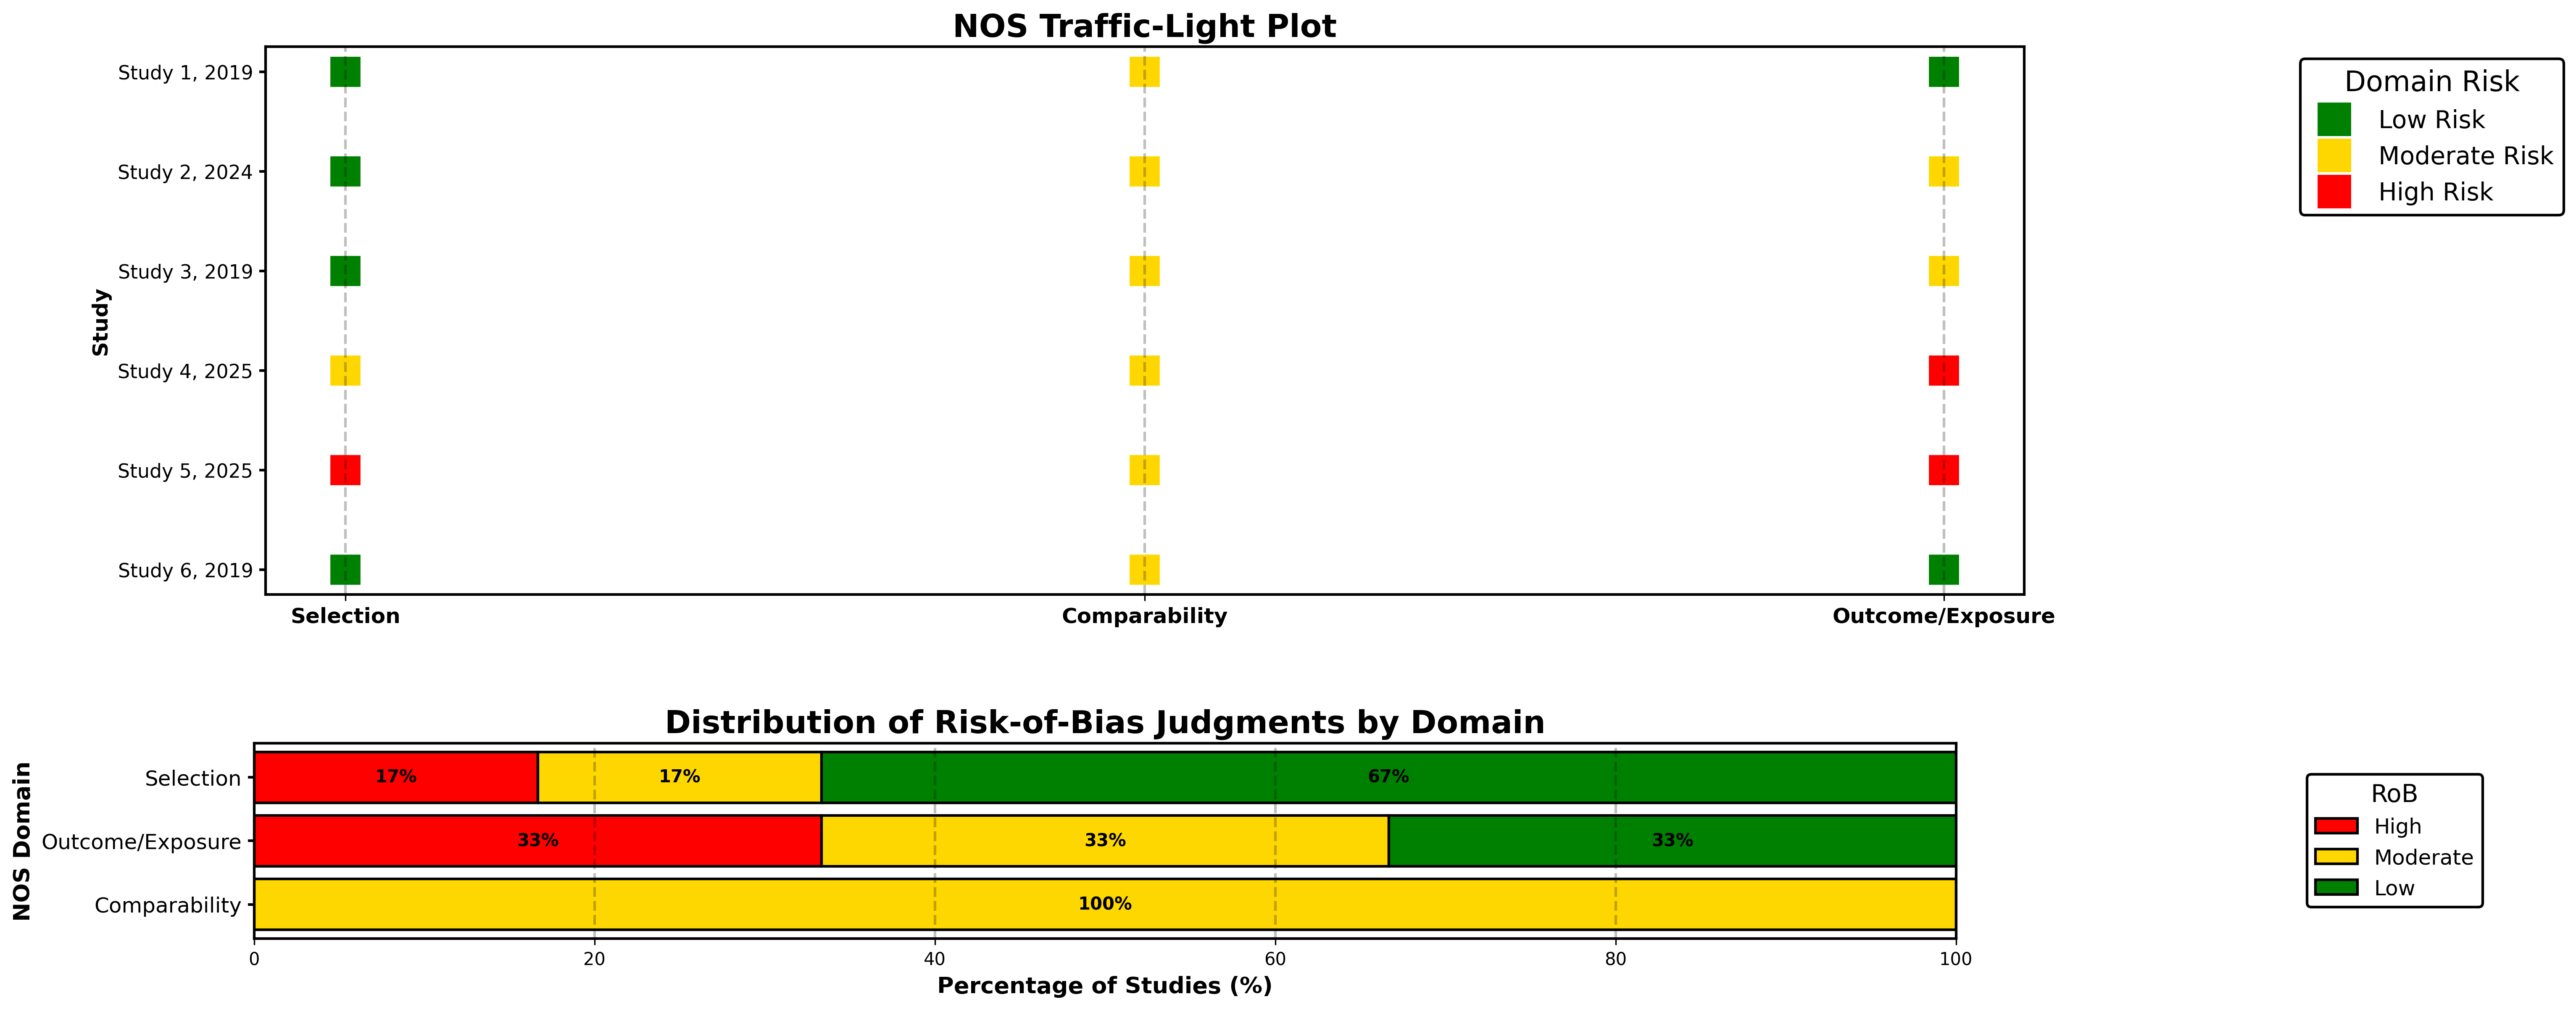 NOS Traffic-Light Plot
Study
Study 1, 2019
Study 2, 2024
Study 3, 2019
Study 4, 2025
Study 5, 2025
Study 6, 2019
Selection
Comparability
Outcome/Exposure
Domain Risk
Low Risk
Moderate Risk
High Risk
Distribution of Risk-of-Bias Judgments by Domain
NOS Domain
Selection
17%
17%
67%
Outcome/Exposure
33%
33%
33%
Comparability
100%
0
20
40
60
80
100
Percentage of Studies (%)
RoB
High
Moderate
Low